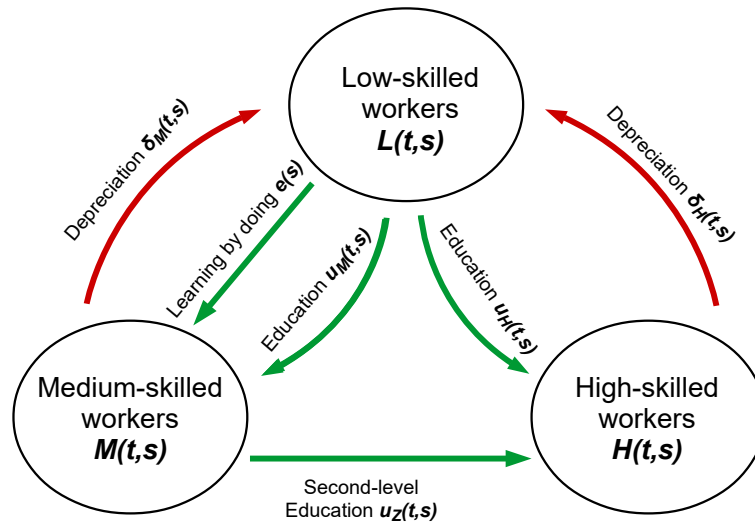 Low-skilled
workers
L(t,s)
Depreciation δM(t,s)
Depreciation δH(t,s)
Learning by doing e(s)
Education uM(t,s)
Education uH(t,s)
Medium-skilled
workers
M(t,s)
High-skilled
workers
H(t,s)
Second-level
Education uZ(t,s)